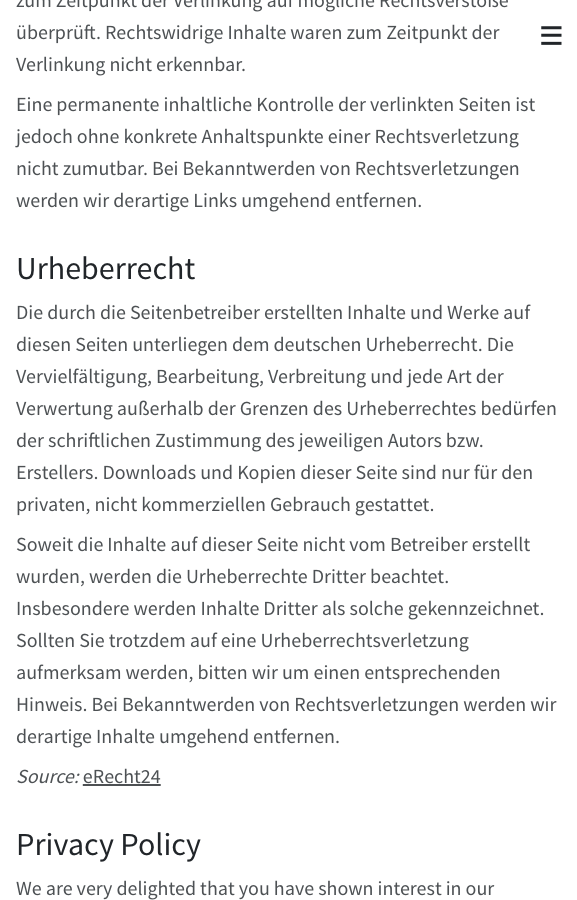 zum Zeitpunkt der Verlinkung auf mögliche Rechtsverstöße
überprüft. Rechtswidrige Inhalte waren zum Zeitpunkt der
Verlinkung nicht erkennbar.
Eine permanente inhaltliche Kontrolle der verlinkten Seiten ist
jedoch ohne konkrete Anhaltspunkte einer Rechtsverletzung
nicht zumutbar. Bei Bekanntwerden von Rechtsverletzungen
werden wir derartige Links umgehend entfernen.
Urheberrecht
Die durch die Seitenbetreiber erstellten Inhalte und Werke auf
diesen Seiten unterliegen dem deutschen Urheberrecht. Die
Vervielfältigung, Bearbeitung, Verbreitung und jede Art der
Verwertung außerhalb der Grenzen des Urheberrechtes bedürfen
der schriftlichen Zustimmung des jeweiligen Autors bzw.
Erstellers. Downloads und Kopien dieser Seite sind nur für den
privaten, nicht kommerziellen Gebrauch gestattet.
Soweit die Inhalte auf dieser Seite nicht vom Betreiber erstellt
wurden, werden die Urheberrechte Dritter beachtet.
Insbesondere werden Inhalte Dritter als solche gekennzeichnet.
Sollten Sie trotzdem auf eine Urheberrechtsverletzung
aufmerksam werden, bitten wir um einen entsprechenden
Hinweis. Bei Bekanntwerden von Rechtsverletzungen werden wir
derartige Inhalte umgehend entfernen.
Source: eRecht24
Privacy Policy
We are very delighted that you have shown interest in our